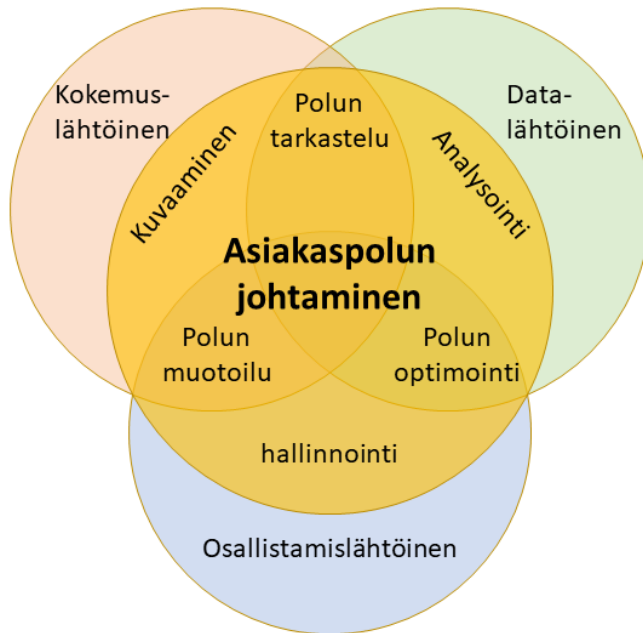 Kokemus-
lähtöinen
Polun
tarkastelu
Data-
lähtöinen
Kuvaaminen
Analysointi
Asiakaspolun
johtaminen
Polun
muotoilu
Polun
optimointi
hallinnointi
Osallistamislähtöinen